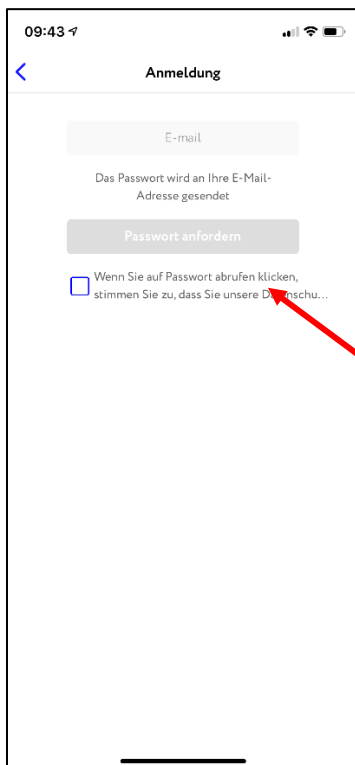 09:43
Anmeldung
E-mail
Das Passwort wird an Ihre E-Mail-
Adresse gesendet
Passwort anfordern
Wenn Sie auf Passwort abrufen klicken,
stimmen Sie zu, dass Sie unsere Datenschu...